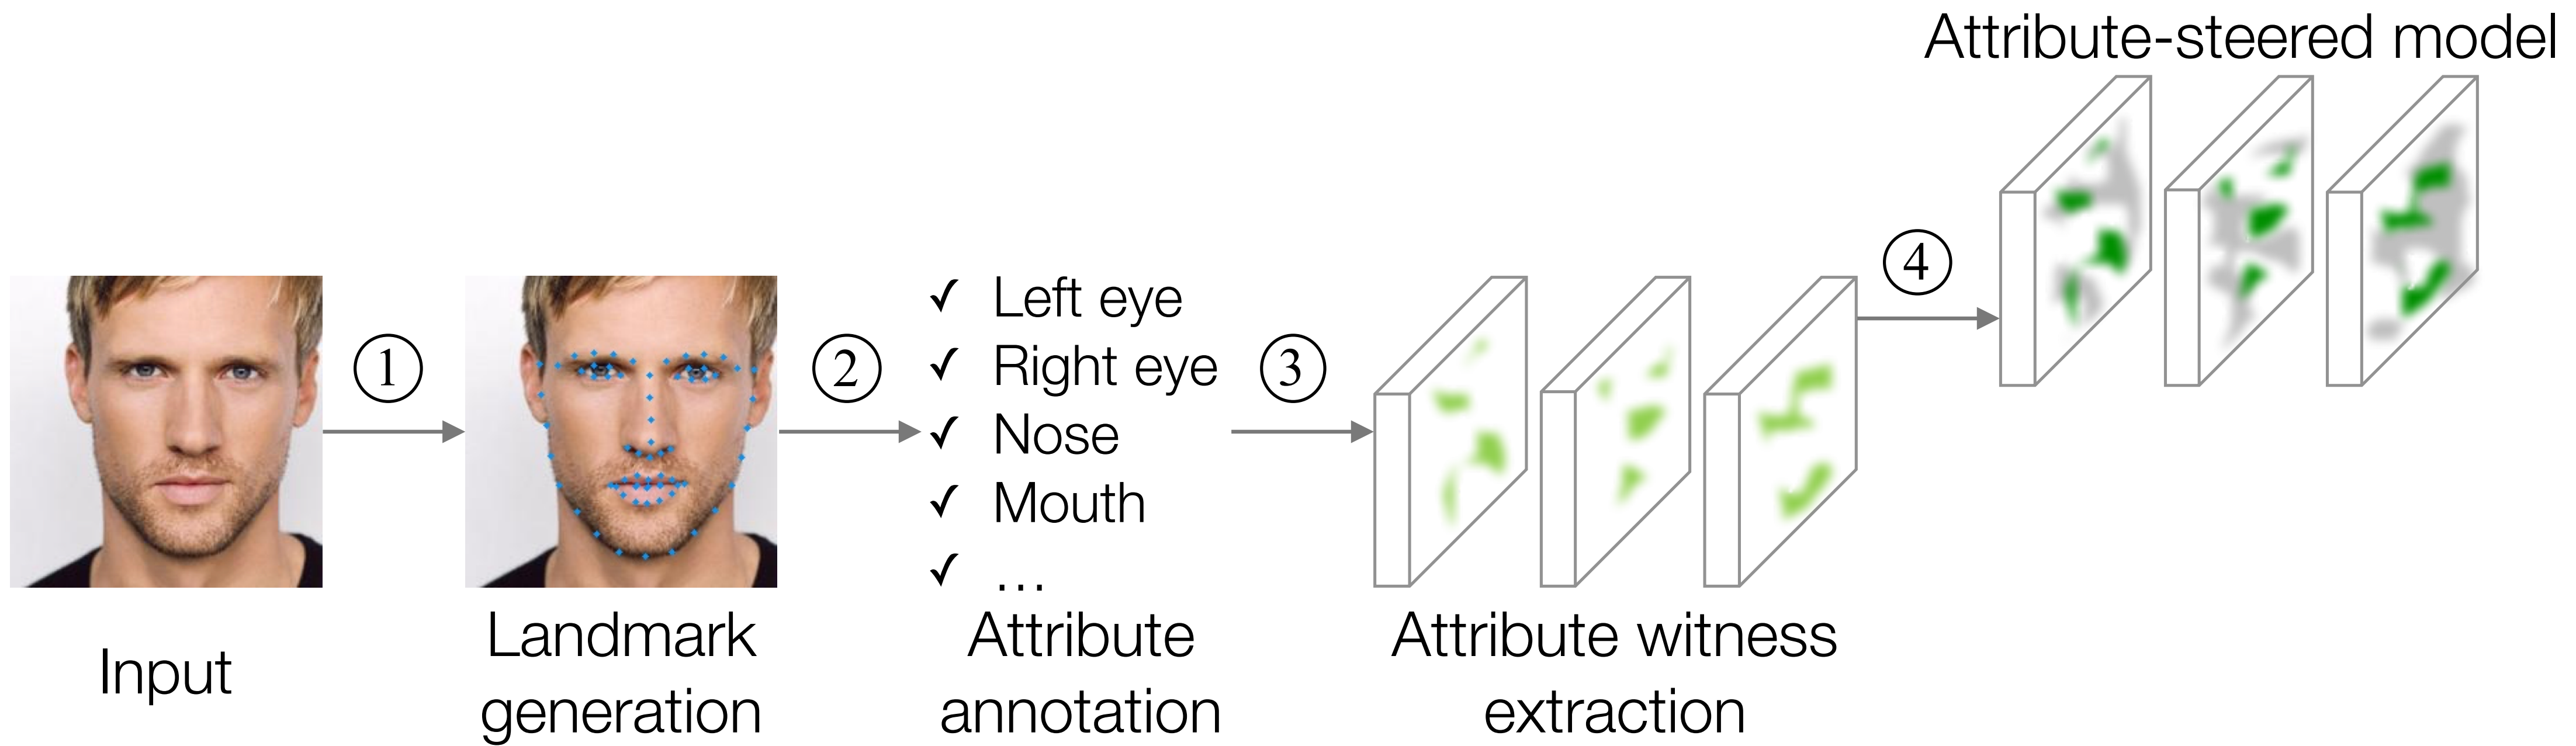 Attribute-steered model
1
2
3
4
✓ Left eye
✓ Right eye
✓ Nose
✓ Mouth
✓ ...
Input
Landmark
generation
Attribute
annotation
Attribute witness
extraction